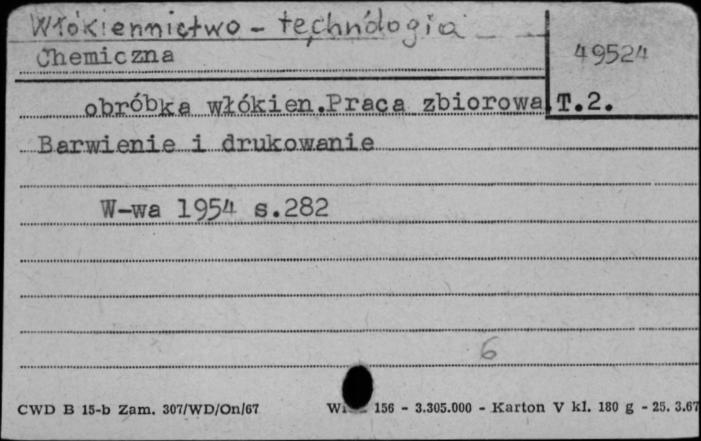 Włókiennictwo - technologia
49524
Chemiczna
obróbka włókien.Praca zbiorowa.T.2.
Barwienie i drukowanie
W-wa 1954 s.282
6
CWD B 15-b Zam. 307/WD/On/67
156 - 3.305.000 - Karton V kl. 180 g - 25. 3.67